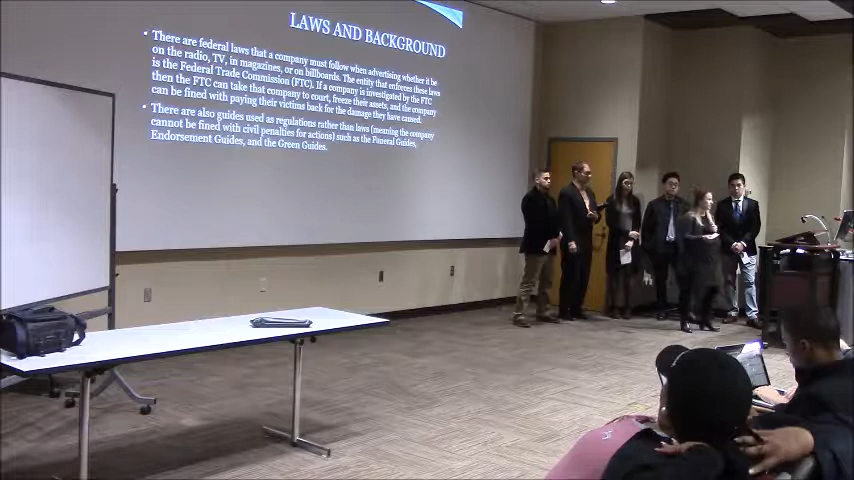 LAWS AND BACKGROUND
• There are federal laws that a company must follow when advertising whether it be
on the radio, TV, in magazines, or on billboards. The entity that enforces these laws
is the Federal Trade Commission (FTC). If a company is investigated by the FTC
then the FTC can take that company to court, freeze their assets, and the company
can be fined with paying their victims back for the damage they have caused.
• There are also guides used as regulations rather than laws (meaning the company
cannot be fined with civil penalties for actions) such as the Funeral Guides,
Endorsement Guides, and the Green Guides.